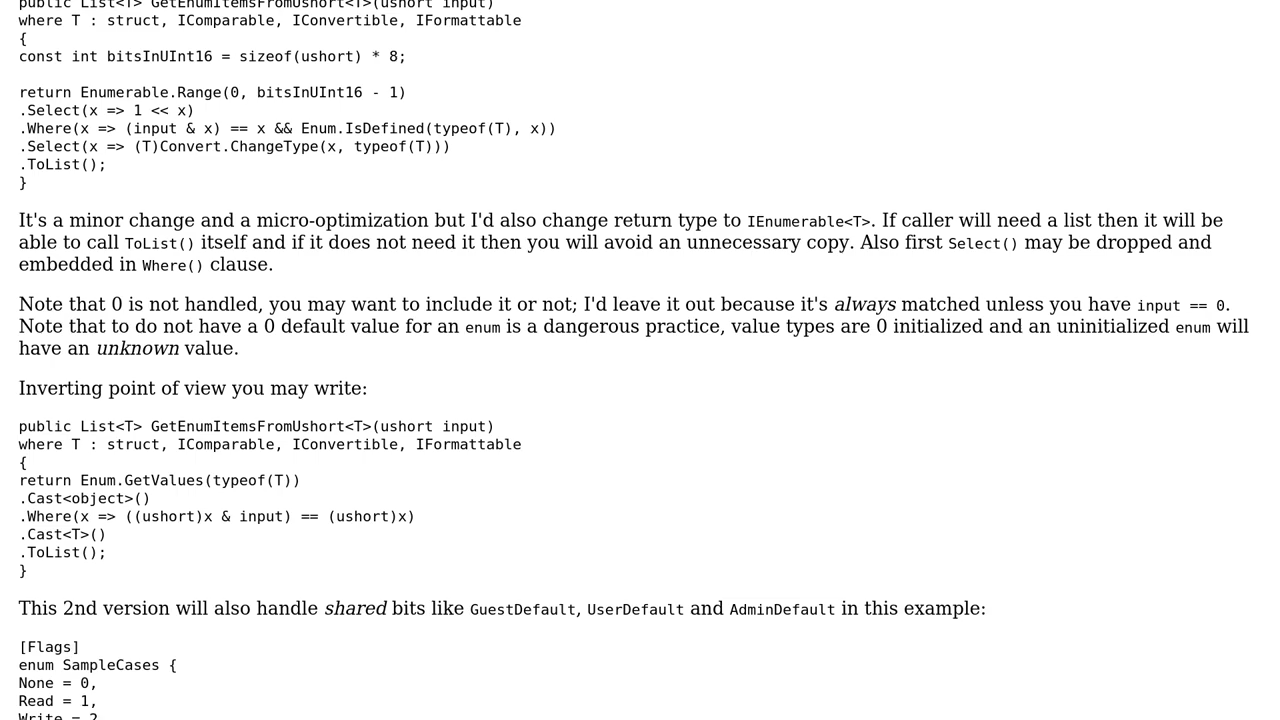 public List<T> GetEnumItemsFromUshort<T>(ushort input)
where T : struct, IComparable, IConvertible, IFormattable
{
const int bitsInUInt16 = sizeof(ushort) * 8;
return Enumerable.Range(0, bitsInUInt16 - 1)
.Select(x => 1 << x)
.Where(x => (input & x) == x && Enum.IsDefined(typeof(T), x))
.Select(x => (T)Convert.ChangeType(x, typeof(T)))
.ToList();
}
It's a minor change and a micro-optimization but I'd also change return type to IEnumerable<T>. If caller will need a list then it will be
able to call ToList() itself and if it does not need it then you will avoid an unnecessary copy. Also first Select() may be dropped and
embedded in Where() clause.
Note that 0 is not handled, you may want to include it or not; I'd leave it out because it's always matched unless you have input == 0.
Note that to do not have a 0 default value for an enum is a dangerous practice, value types are 0 initialized and an uninitialized enum will
have an unknown value.
Inverting point of view you may write:
public List<T> GetEnumItemsFromUshort<T>(ushort input)
where T : struct, IComparable, IConvertible, IFormattable
{
return Enum.GetValues(typeof(T))
.Cast<object>()
.Where(x => ((ushort)x & input) == (ushort)x)
.Cast<T>()
.ToList();
}
This 2nd version will also handle shared bits like GuestDefault, UserDefault and AdminDefault in this example:
[Flags]
enum SampleCases {
None = 0,
Read = 1,
Write = 2